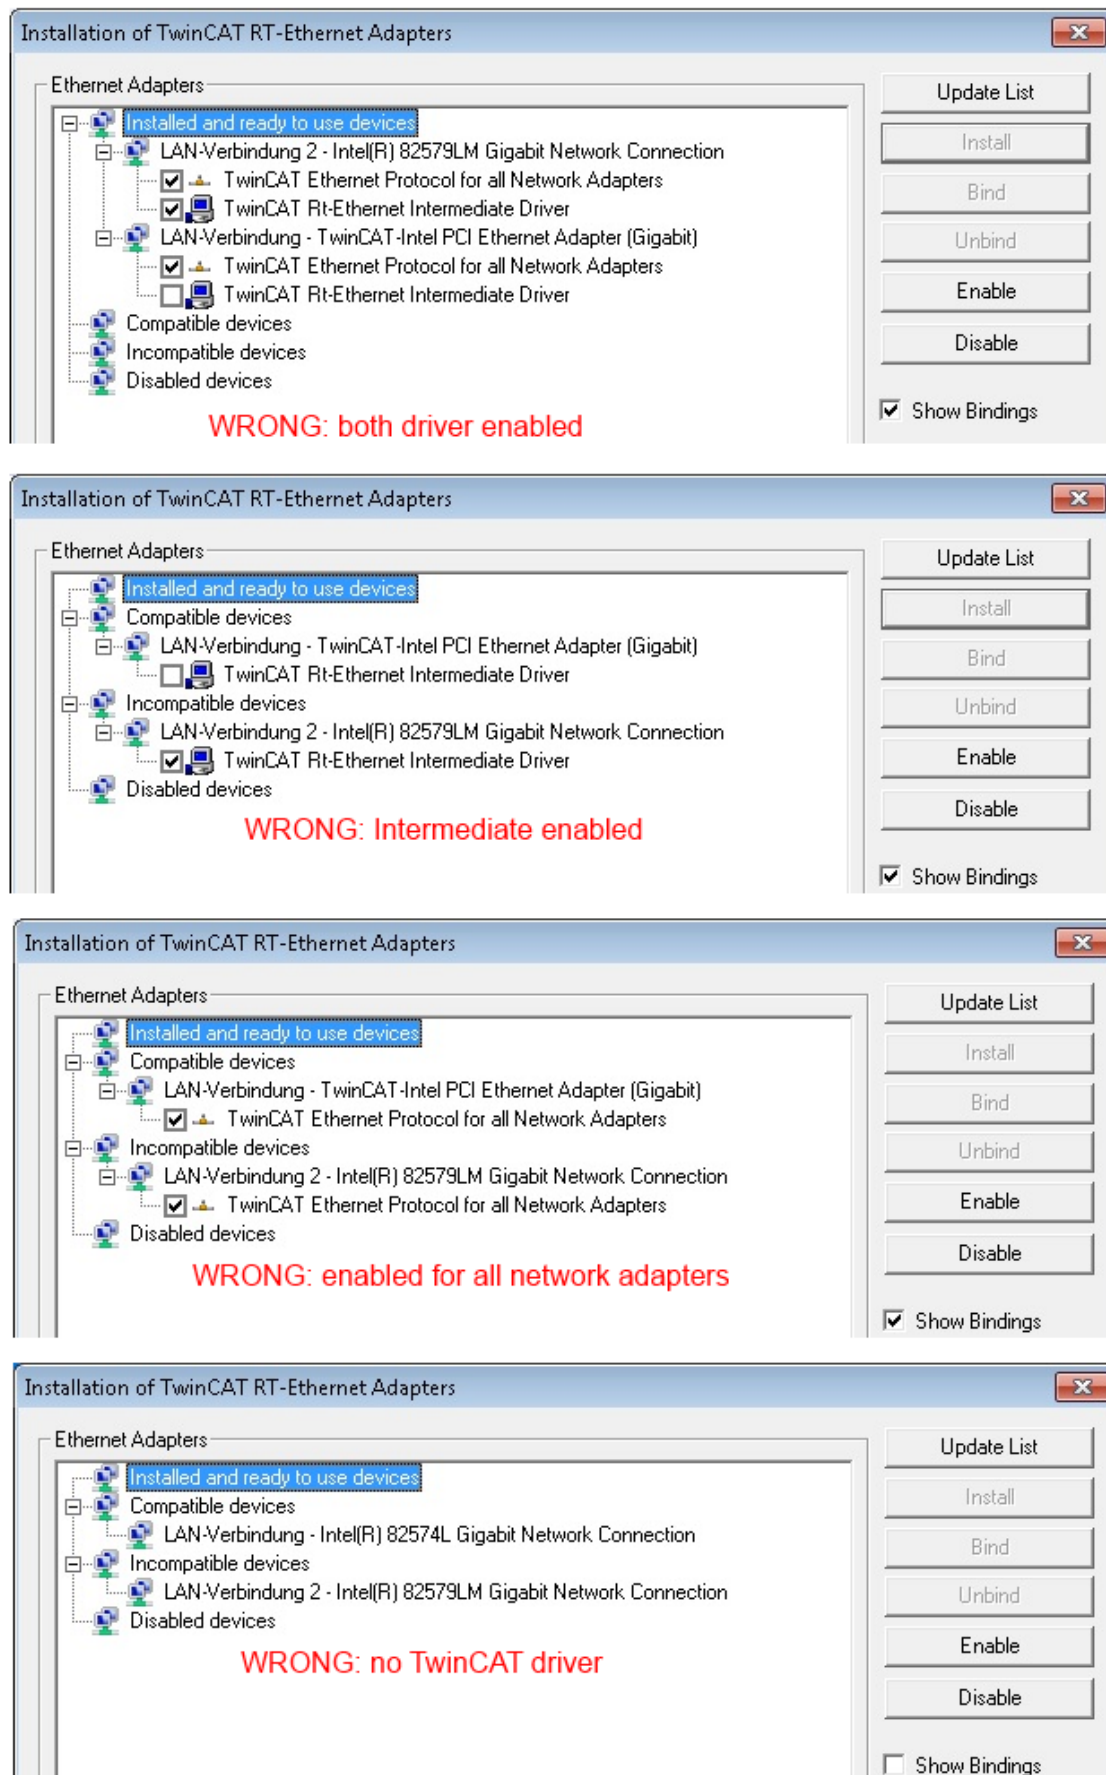 Installation of TwinCAT RT-Ethernet Adapters
Ethernet Adapters
Installed and ready to use devices
LAN-Verbindung 2 - Intel(R) 82579LM Gigabit Network Connection
TwinCAT Ethernet Protocol for all Network Adapters
TwinCAT Rt-Ethernet Intermediate Driver
LAN-Verbindung - TwinCAT-Intel PCI Ethernet Adapter (Gigabit)
TwinCAT Ethernet Protocol for all Network Adapters
TwinCAT Rt-Ethernet Intermediate Driver
Compatible devices
Incompatible devices
Disabled devices
WRONG: both driver enabled
Update List
Install
Bind
Unbind
Enable
Disable
Show Bindings
Installation of TwinCAT RT-Ethernet Adapters
Ethernet Adapters
Installed and ready to use devices
Compatible devices
LAN-Verbindung - TwinCAT-Intel PCI Ethernet Adapter (Gigabit)
TwinCAT Rt-Ethernet Intermediate Driver
Incompatible devices
LAN-Verbindung 2 - Intel(R) 82579LM Gigabit Network Connection
TwinCAT Rt-Ethernet Intermediate Driver
Disabled devices
WRONG: Intermediate enabled
Update List
Install
Bind
Unbind
Enable
Disable
Show Bindings
Installation of TwinCAT RT-Ethernet Adapters
Ethernet Adapters
Installed and ready to use devices
Compatible devices
LAN-Verbindung - TwinCAT-Intel PCI Ethernet Adapter (Gigabit)
TwinCAT Ethernet Protocol for all Network Adapters
Incompatible devices
LAN-Verbindung 2 - Intel(R) 82579LM Gigabit Network Connection
TwinCAT Ethernet Protocol for all Network Adapters
Disabled devices
WRONG: enabled for all network adapters
Update List
Install
Bind
Unbind
Enable
Disable
Show Bindings
Installation of TwinCAT RT-Ethernet Adapters
Ethernet Adapters
Installed and ready to use devices
Compatible devices
LAN-Verbindung - Intel(R) 82574L Gigabit Network Connection
Incompatible devices
LAN-Verbindung 2 - Intel(R) 82579LM Gigabit Network Connection
Disabled devices
WRONG: no TwinCAT driver
Update List
Install
Bind
Unbind
Enable
Disable
Show Bindings